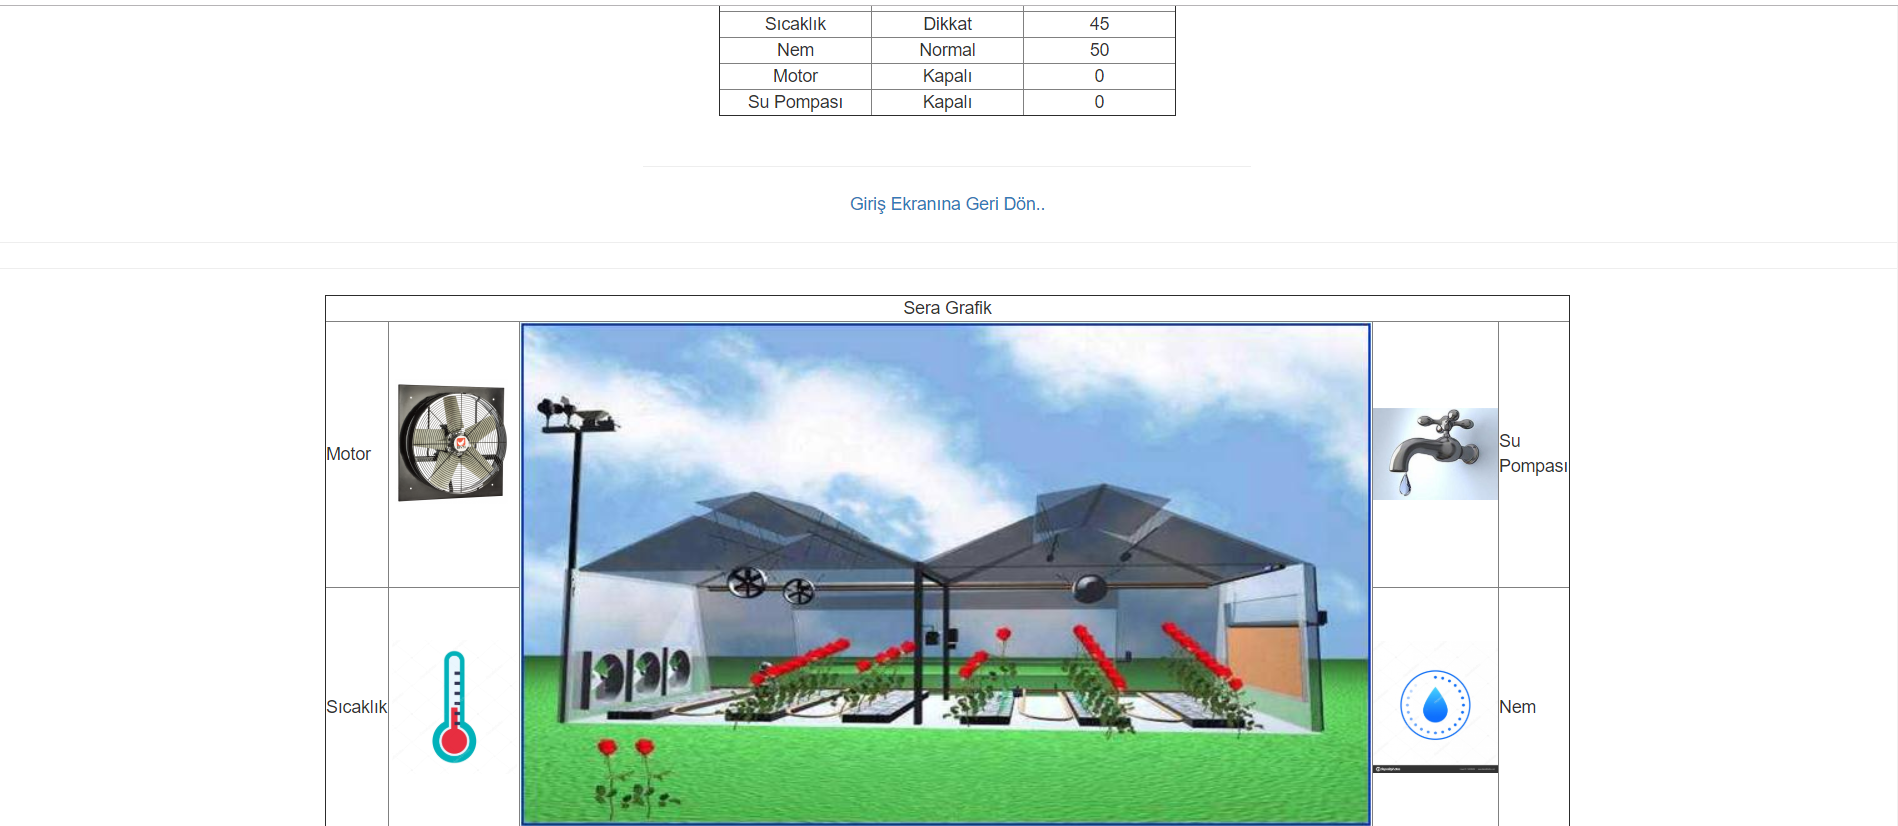 Sıcaklık Dikkat 45
Nem Normal 50
Motor Kapalı 0
Su Pompası Kapalı 0
Giriş Ekranına Geri Dön..
Sera Grafik
Motor
Su
Pompası
Sıcaklık
Nem